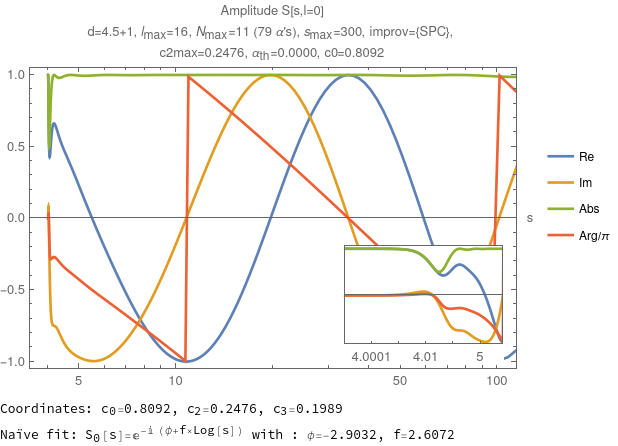 Amplitude S[s,l=0]
d=4.5+1, lmax=16, Nmax=11 (79 α's), smax=300, improv={SPC},
c2max=0.2476, αth=0.0000, c0=0.8092
1.0
0.5
0.0
-0.5
-1.0
5
10
50
100
s
4.0001
4.01
5
Re
Im
Abs
Arg/π
Coordinates: c0=0.8092, c2=0.2476, c3=0.1989
Naïve fit: S0[s]=e^-i (ϕ+f×Log[s]) with : ϕ=-2.9032, f=2.6072